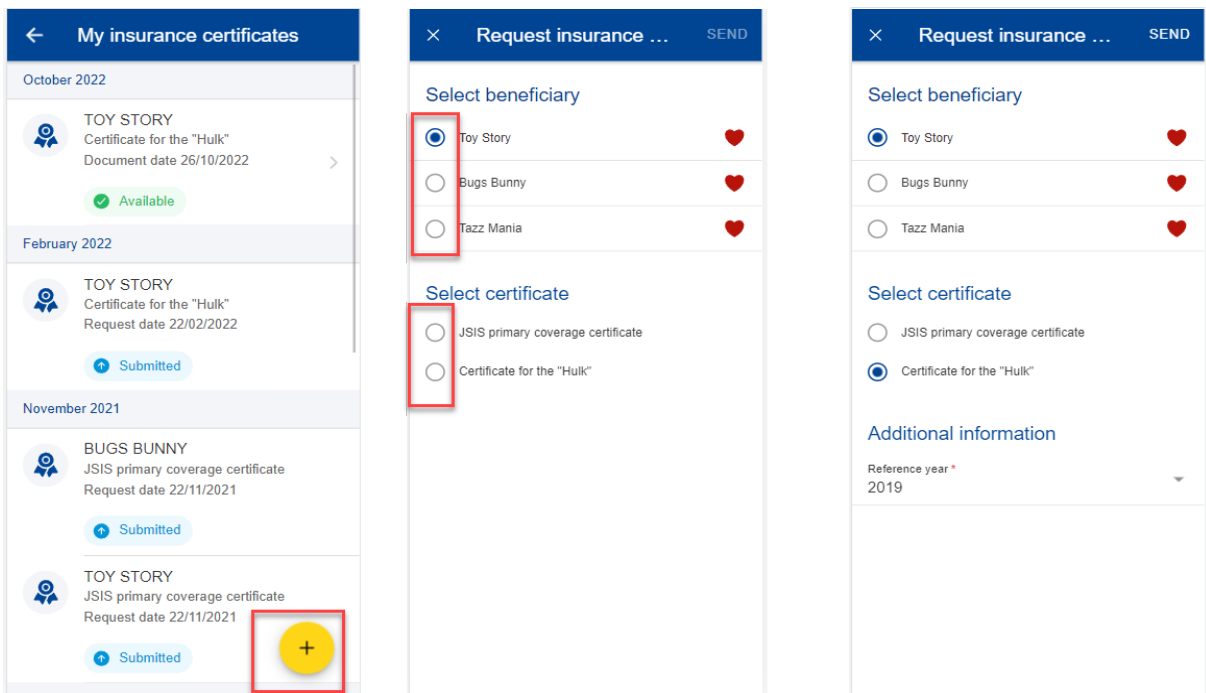 My insurance certificates
October 2022
TOY STORY
Certificate for the "Hulk"
Document date 26/10/2022
Available
February 2022
TOY STORY
Certificate for the "Hulk"
Request date 22/02/2022
Submitted
November 2021
BUGS BUNNY
JSIS primary coverage certificate
Request date 22/11/2021
Submitted
TOY STORY
JSIS primary coverage certificate
Request date 22/11/2021
Submitted
+
Request insurance ... SEND
Select beneficiary
Toy Story
Bugs Bunny
Tazz Mania
Select certificate
JSIS primary coverage certificate
Certificate for the "Hulk"
Request insurance ... SEND
Select beneficiary
Toy Story
Bugs Bunny
Tazz Mania
Select certificate
JSIS primary coverage certificate
Certificate for the "Hulk"
Additional information
Reference year *
2019